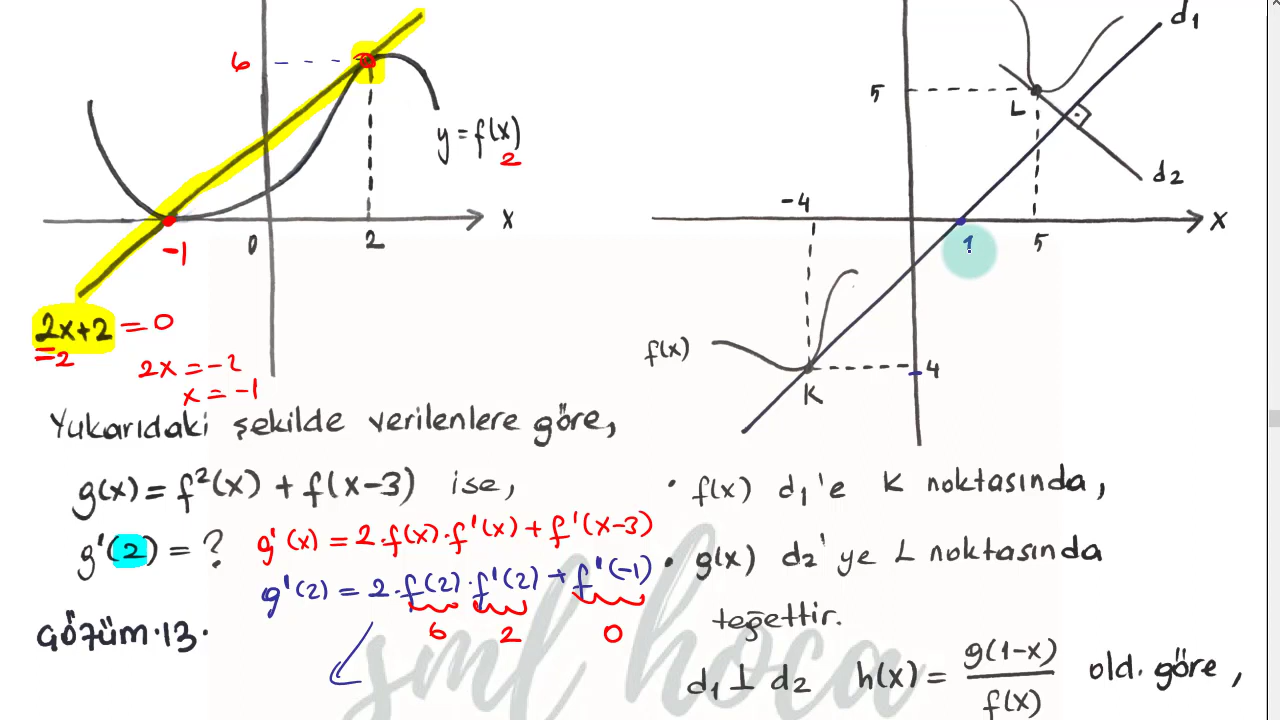 6
y = f(x)
2
-1
0
2
x
2x+2 = 0
=2
2x = -2
x = -1
Yukarıdaki şekilde verilenlere göre,
g(x) = f²(x) + f(x-3) ise,
g'(2) = ?
g'(x) = 2.f(x).f'(x) + f'(x-3)
g'(2) = 2.f(2).f'(2) + f'(-1)
6 2 0
Çözüm.13.
sml hoca
d1
5
L
d2
-4
1
5
x
f(x)
-4
K
• f(x) d1'e K noktasında,
• g(x) d2'ye L noktasında
teğettir.
d1 ⊥ d2 h(x) = g(1-x) / f(x) old. göre,